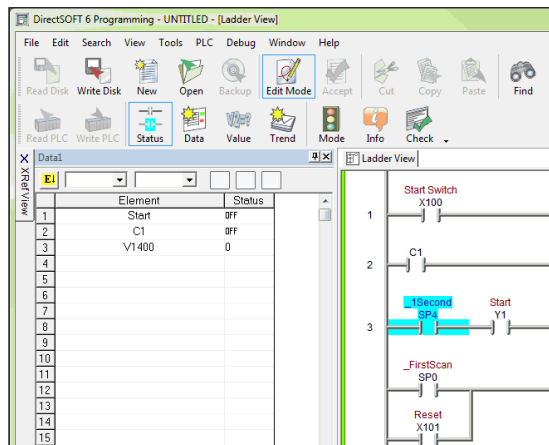 DirectSOFT 6 Programming - UNTITLED - [Ladder View]
File Edit Search View Tools PLC Debug Window Help
Read Disk Write Disk New Open Backup Edit Mode Accept Cut Copy Paste Find
Read PLC Write PLC Status Data Value Trend Mode Info Check
XRef View
Data1
Ladder View
Element Status
1 Start OFF
2 C1 OFF
3 V1400 0
4
5
6
7
8
9
10
11
12
13
14
15
Start Switch
X100
1
C1
2
_1Second Start
SP4 Y1
3
_FirstScan
SP0
Reset
X101